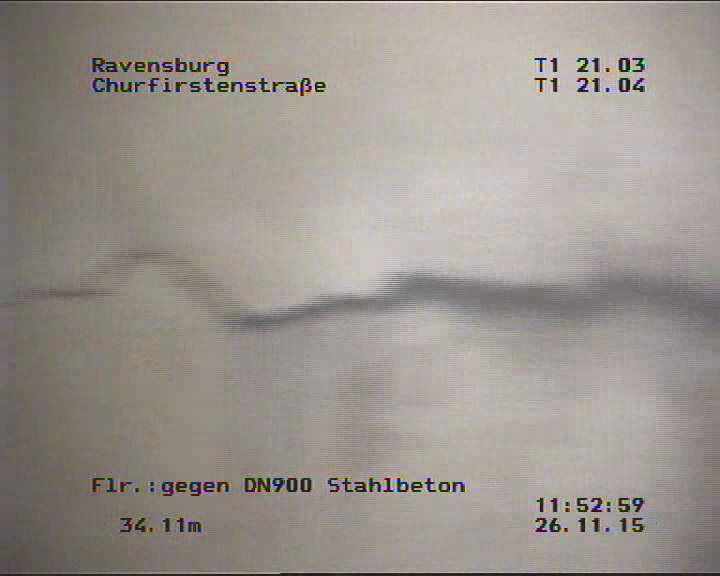 Ravensburg
T1 21.03
Churfirstenstraße
T1 21.04
Flr.:gegen DN900 Stahlbeton
11:52:59
34.11m
26.11.15